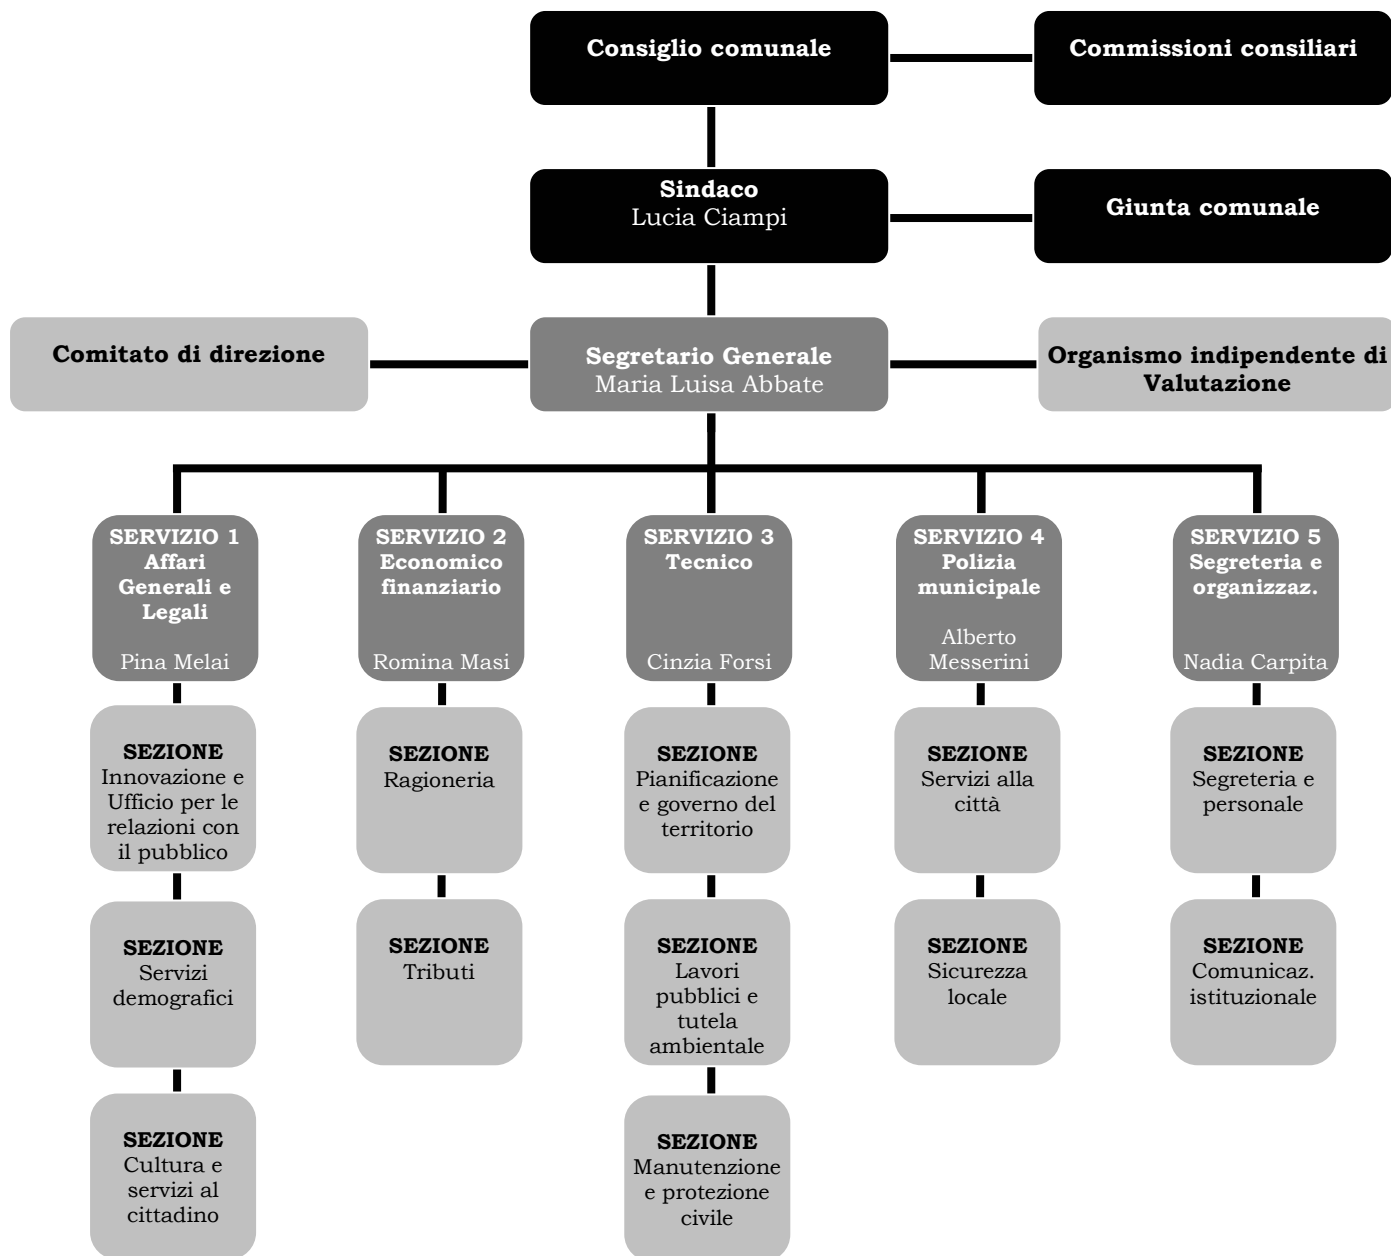 Consiglio comunale
Commissioni consiliari
Sindaco
Lucia Ciampi
Giunta comunale
Comitato di direzione
Segretario Generale
Maria Luisa Abbate
Organismo indipendente di
Valutazione
SERVIZIO 1
Affari
Generali e
Legali
Pina Melai
SERVIZIO 2
Economico
finanziario
Romina Masi
SERVIZIO 3
Tecnico
Cinzia Forsi
SERVIZIO 4
Polizia
municipale
Alberto
Messerini
SERVIZIO 5
Segreteria e
organizzaz.
Nadia Carpita
SEZIONE
Innovazione e
Ufficio per le
relazioni con
il pubblico
SEZIONE
Ragioneria
SEZIONE
Pianificazione
e governo del
territorio
SEZIONE
Servizi alla
città
SEZIONE
Segreteria e
personale
SEZIONE
Servizi
demografici
SEZIONE
Tributi
SEZIONE
Lavori
pubblici e
tutela
ambientale
SEZIONE
Sicurezza
locale
SEZIONE
Comunicaz.
istituzionale
SEZIONE
Cultura e
servizi al
cittadino
SEZIONE
Manutenzione
e protezione
civile